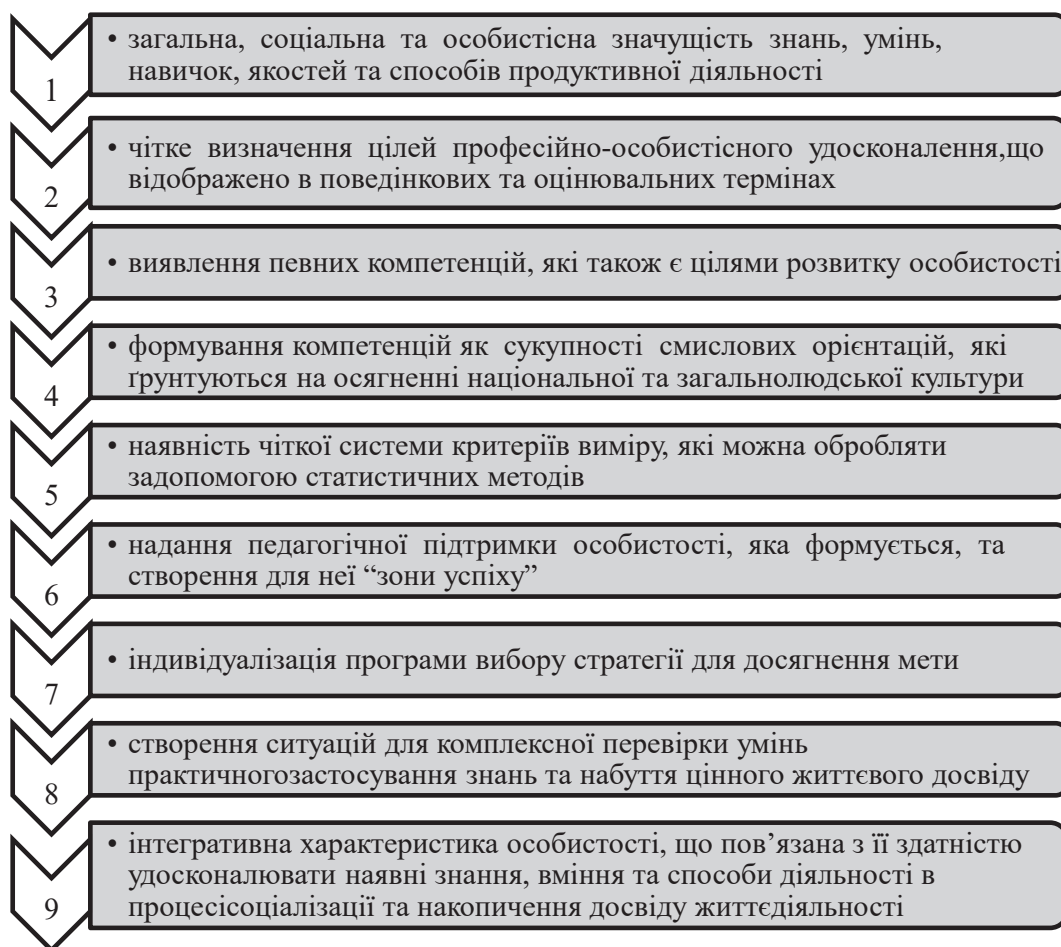 1
• загальна, соціальна та особистісна значущість знань, умінь,
навичок, якостей та способів продуктивної діяльності
2
• чітке визначення цілей професійно-особистісного удосконалення,що
відображено в поведінкових та оцінювальних термінах
3
• виявлення певних компетенцій, які також є цілями розвитку особистості
4
• формування компетенцій як сукупності смислових орієнтацій, які
ґрунтуються на осягненні національної та загальнолюдської культури
5
• наявність чіткої системи критеріїв виміру, які можна обробляти
задопомогою статистичних методів
6
• надання педагогічної підтримки особистості, яка формується, та
створення для неї “зони успіху”
7
• індивідуалізація програми вибору стратегії для досягнення мети
8
• створення ситуацій для комплексної перевірки умінь
практичногозастосування знань та набуття цінного життєвого досвіду
9
• інтегративна характеристика особистості, що пов’язана з її здатністю
удосконалювати наявні знання, вміння та способи діяльності в
процесісоціалізації та накопичення досвіду життєдіяльності